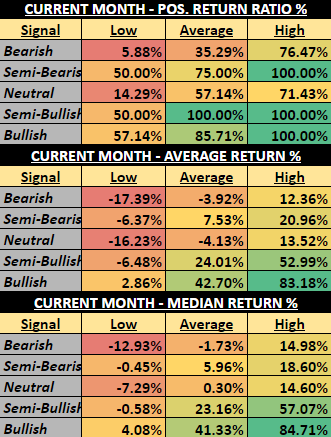 CURRENT MONTH - POS. RETURN RATIO %
Signal Low Average High
Bearish 5.88% 35.29% 76.47%
Semi-Bearis 50.00% 75.00% 100.00%
Neutral 14.29% 57.14% 71.43%
Semi-Bullish 50.00% 100.00% 100.00%
Bullish 57.14% 85.71% 100.00%
CURRENT MONTH - AVERAGE RETURN %
Signal Low Average High
Bearish -17.39% -3.92% 12.36%
Semi-Bearis -6.37% 7.53% 20.96%
Neutral -16.23% -4.13% 13.52%
Semi-Bullish -6.48% 24.01% 52.99%
Bullish 2.86% 42.70% 83.18%
CURRENT MONTH - MEDIAN RETURN %
Signal Low Average High
Bearish -12.93% -1.73% 14.98%
Semi-Bearis -0.45% 5.96% 18.60%
Neutral -7.29% 0.30% 14.60%
Semi-Bullish -0.58% 23.16% 57.07%
Bullish 4.08% 41.33% 84.71%